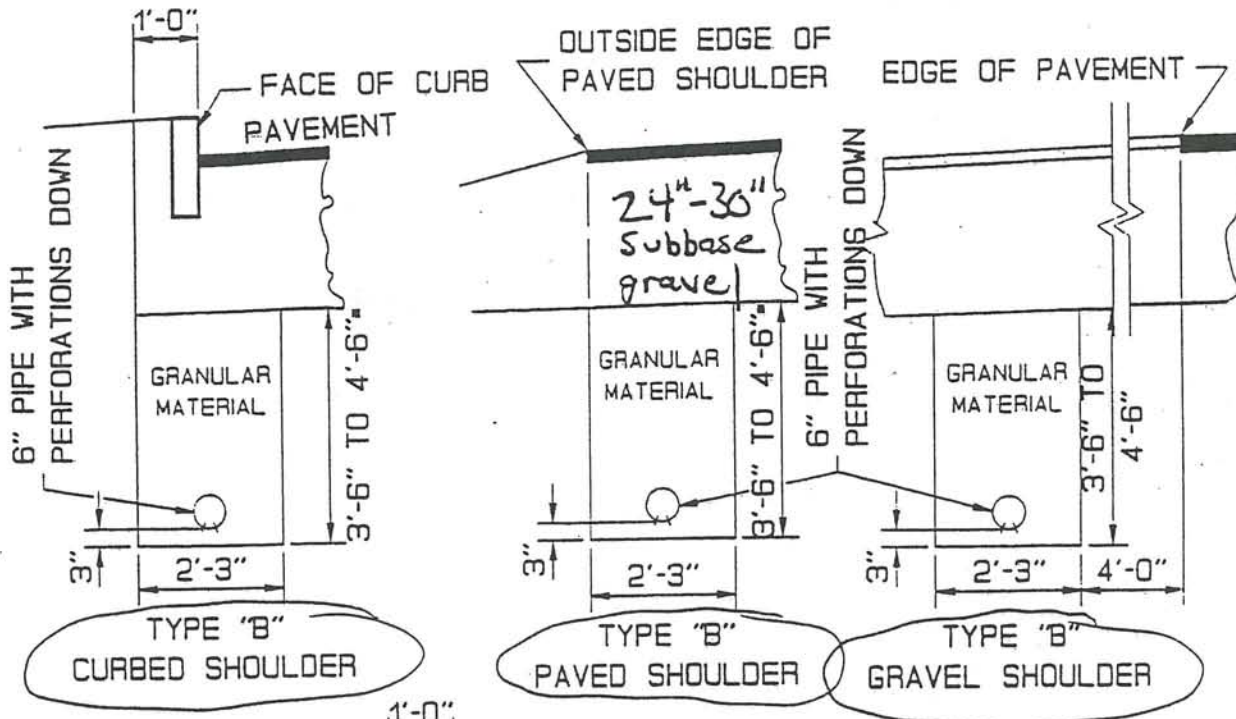 1'-0"
FACE OF CURB
PAVEMENT
6" PIPE WITH
PERFORATIONS DOWN
GRANULAR
MATERIAL
3'-6" TO 4'-6"
3"
2'-3"
TYPE "B"
CURBED SHOULDER
OUTSIDE EDGE OF
PAVED SHOULDER
24"-30"
subbase
gravel
GRANULAR
MATERIAL
3'-6" TO 4'-6"
3"
2'-3"
TYPE "B"
PAVED SHOULDER
EDGE OF PAVEMENT
6" PIPE WITH
PERFORATIONS DOWN
GRANULAR
MATERIAL
3'-6" TO
4'-6"
3"
2'-3"
4'-0"
TYPE "B"
GRAVEL SHOULDER
1'-0"